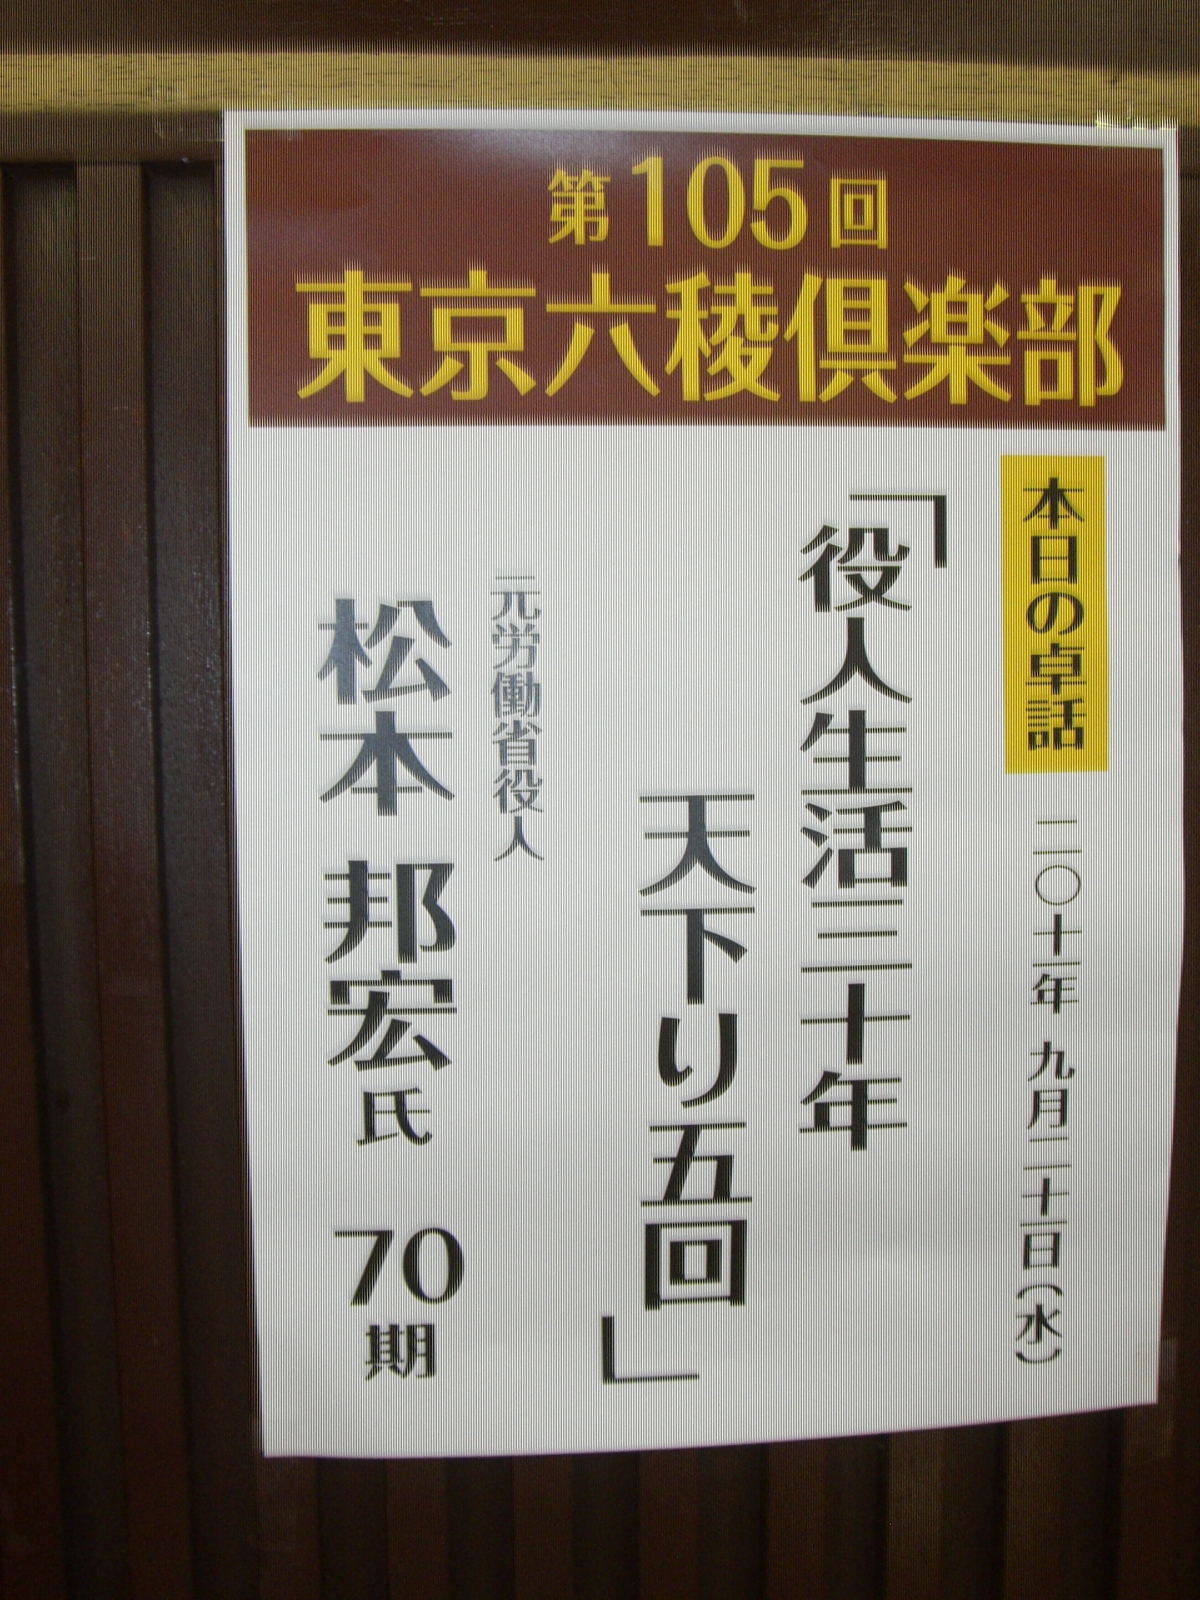 第105回
東京六稜倶楽部
本日の卓話 二〇十一年 九月二十一日(水)
「役人生活三十年
天下り五回」
元労働省役人
松本 邦宏氏 70期